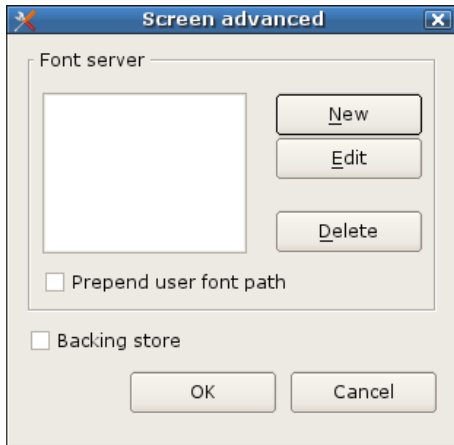 Screen advanced
Font server
New
Edit
Delete
Prepend user font path
Backing store
OK
Cancel